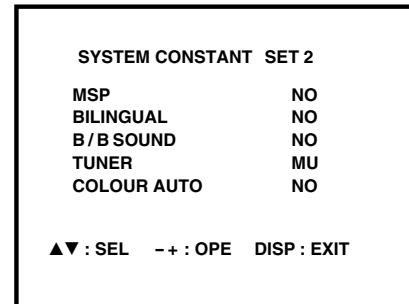 SYSTEM CONSTANT SET 2
MSP NO
BILINGUAL NO
B / B SOUND NO
TUNER MU
COLOUR AUTO NO
▲▼ : SEL – + : OPE DISP : EXIT